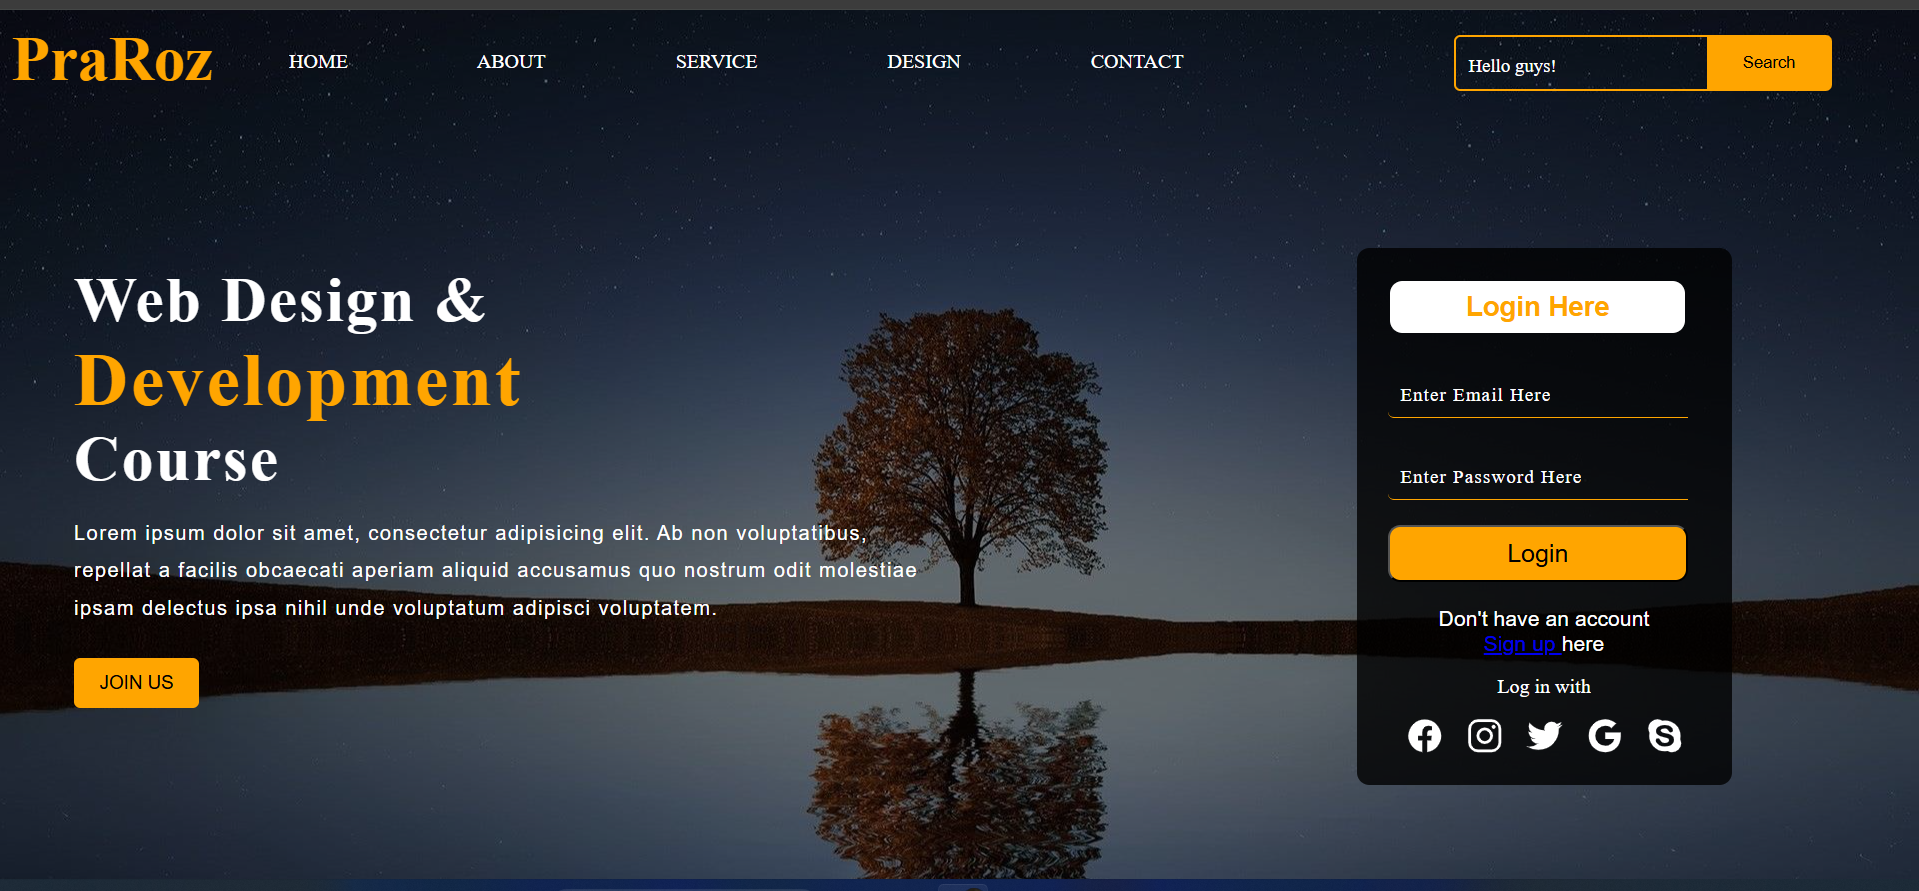 PraRoz
HOME
ABOUT
SERVICE
DESIGN
CONTACT
Hello guys!
Search
Web Design &
Development
Course
Lorem ipsum dolor sit amet, consectetur adipisicing elit. Ab non voluptatibus,
repellat a facilis obcaecati aperiam aliquid accusamus quo nostrum odit molestiae
ipsam delectus ipsa nihil unde voluptatum adipisci voluptatem.
JOIN US
Login Here
Enter Email Here
Enter Password Here
Login
Don't have an account
Sign up here
Log in with